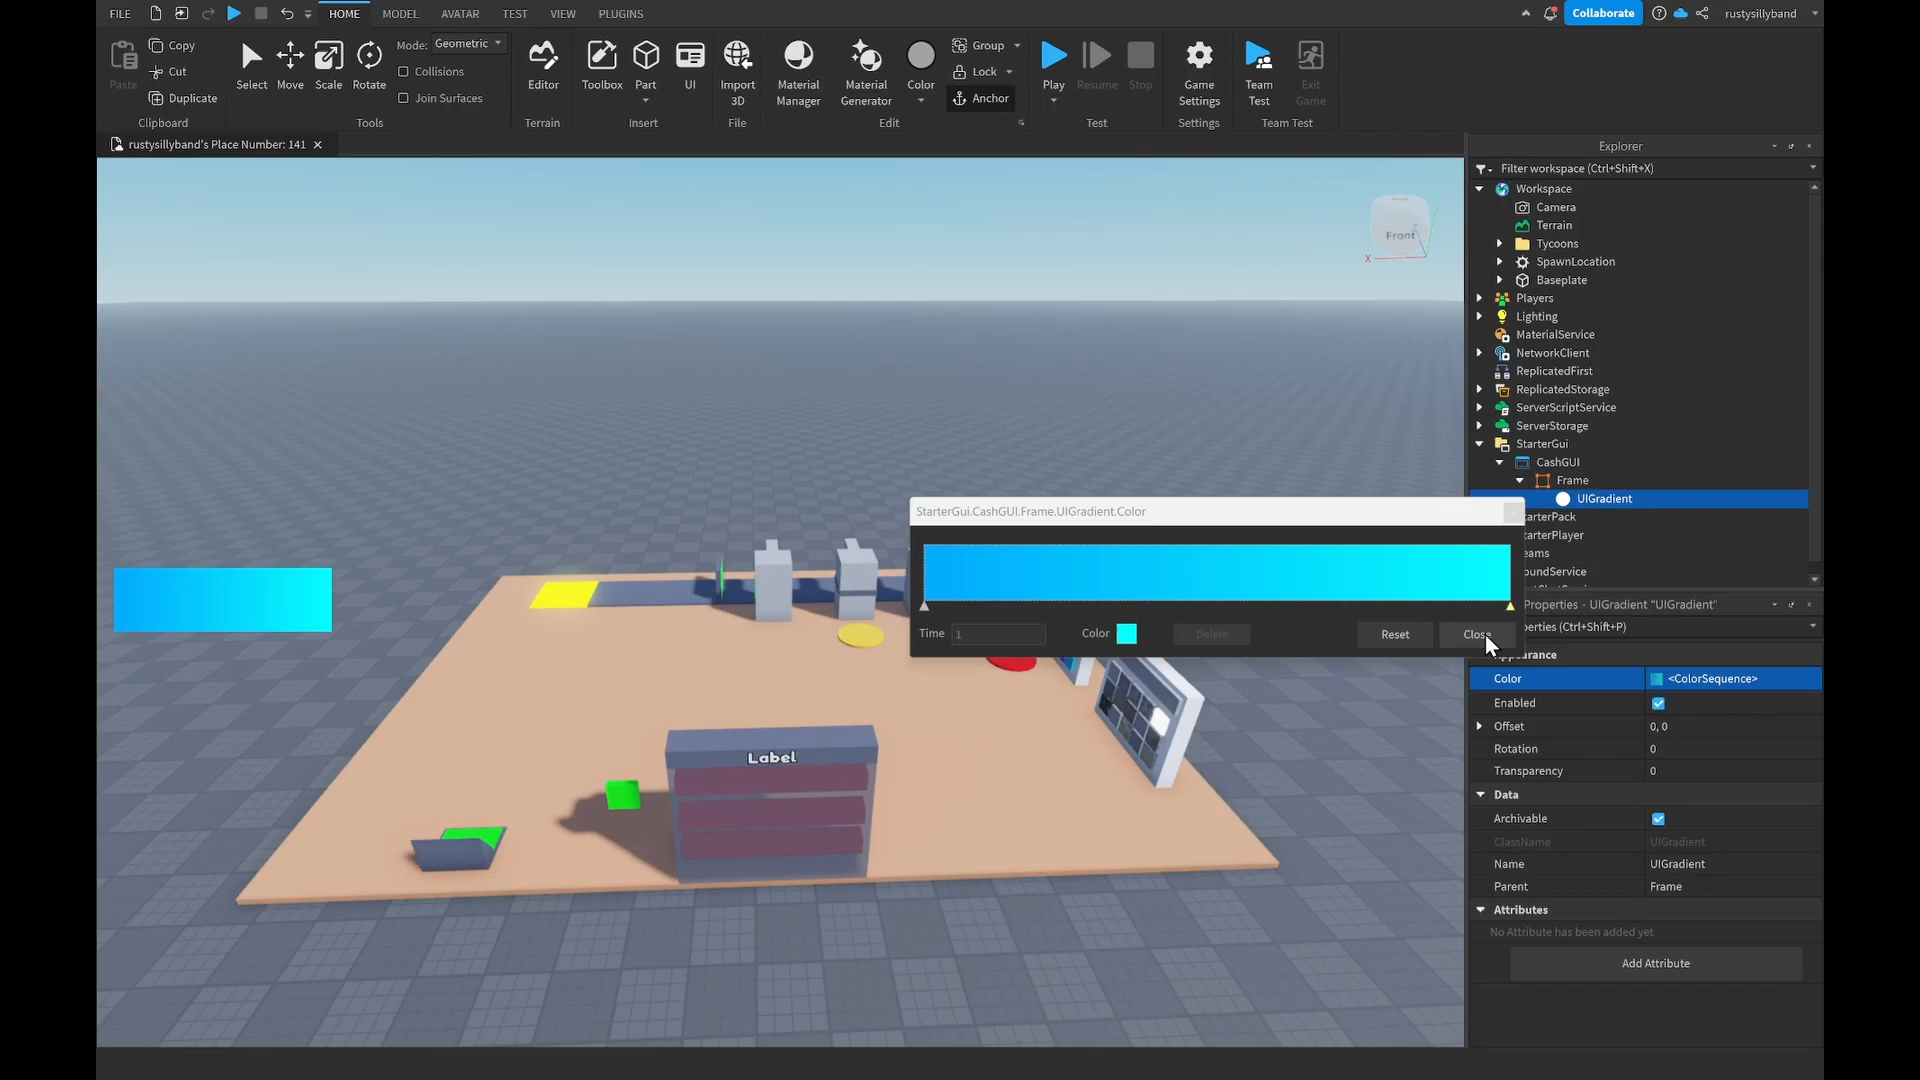 FILE HOME MODEL AVATAR TEST VIEW PLUGINS Collaborate rustysillyband
Paste Copy Cut Duplicate Clipboard
Select Move Scale Rotate Mode: Geometric Collisions Join Surfaces Tools
Editor Terrain
Toolbox Part UI Insert
Import 3D File
Material Manager Material Generator Color Group Lock Anchor Edit
Play Resume Stop Test
Game Settings Settings
Team Test Exit Game Team Test
rustysillyband's Place Number: 141
Front
X
Label
Explorer
Filter workspace (Ctrl+Shift+X)
Workspace
Camera
Terrain
Tycoons
SpawnLocation
Baseplate
Players
Lighting
MaterialService
NetworkClient
ReplicatedFirst
ReplicatedStorage
ServerScriptService
ServerStorage
StarterGui
CashGUI
Frame
UIGradient
tarterPack
tarterPlayer
eams
oundService
StarterGui.CashGUI.Frame.UIGradient.Color
Time 1 Color Delete Reset Close
Properties - UIGradient "UIGradient"
perties (Ctrl+Shift+P)
Appearance
Color <ColorSequence>
Enabled
Offset 0, 0
Rotation 0
Transparency 0
Data
Archivable
ClassName UIGradient
Name UIGradient
Parent Frame
Attributes
No Attribute has been added yet
Add Attribute